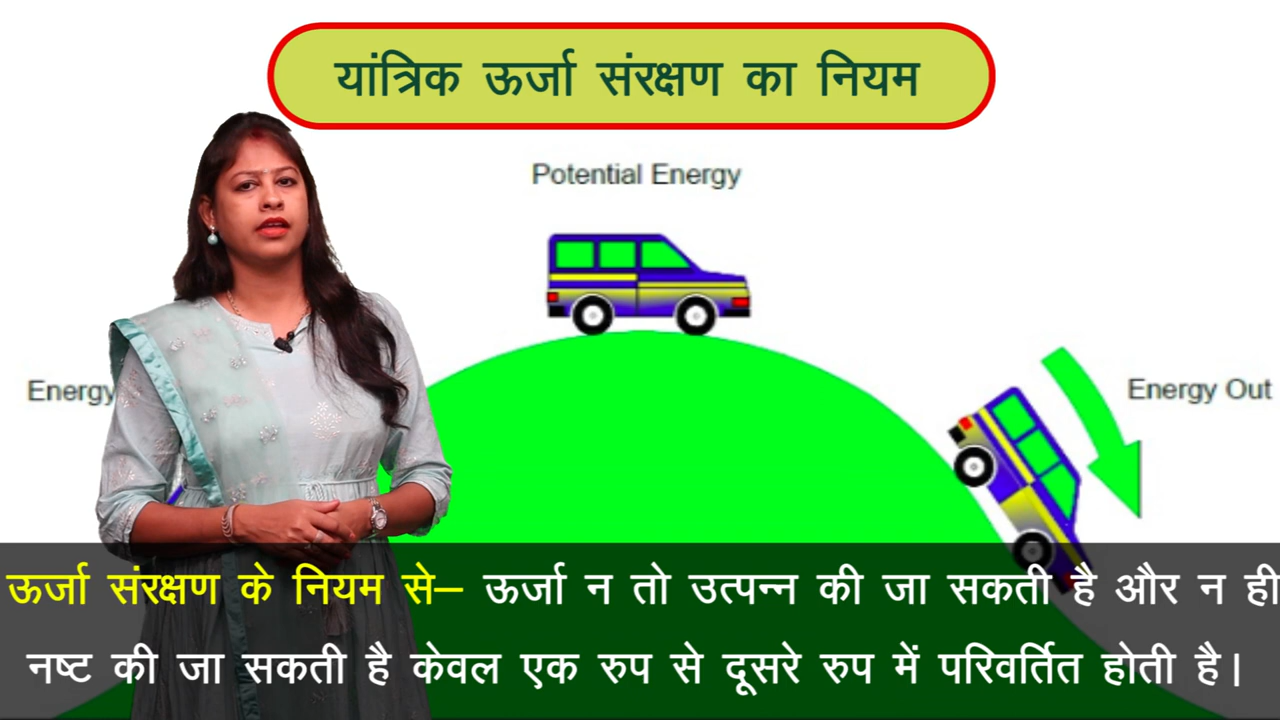 यांत्रिक ऊर्जा संरक्षण का नियम
Potential Energy
Energy
Energy Out
ऊर्जा संरक्षण के नियम से– ऊर्जा न तो उत्पन्न की जा सकती है और न ही
नष्ट की जा सकती है केवल एक रुप से दूसरे रुप में परिवर्तित होती है।